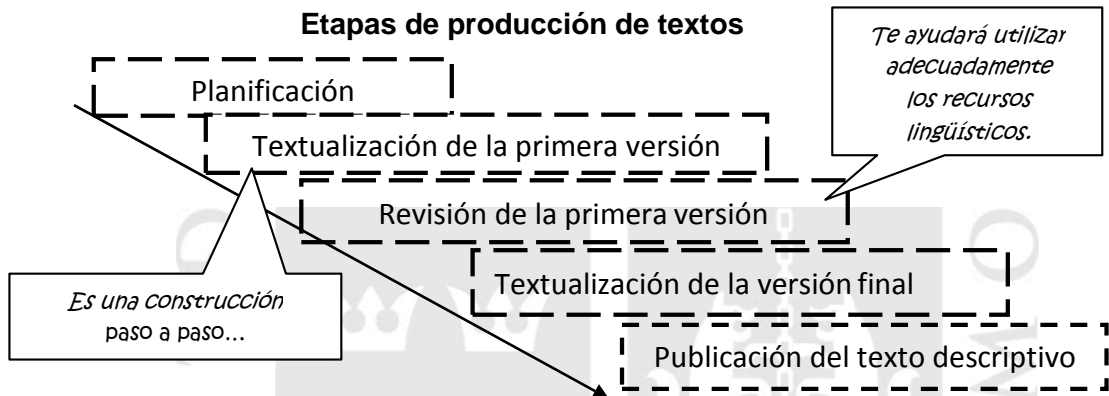 Etapas de producción de textos
Te ayudará utilizar
adecuadamente
los recursos
lingüísticos.
Planificación
Textualización de la primera versión
Revisión de la primera versión
Textualización de la versión final
Es una construcción
paso a paso...
Publicación del texto descriptivo